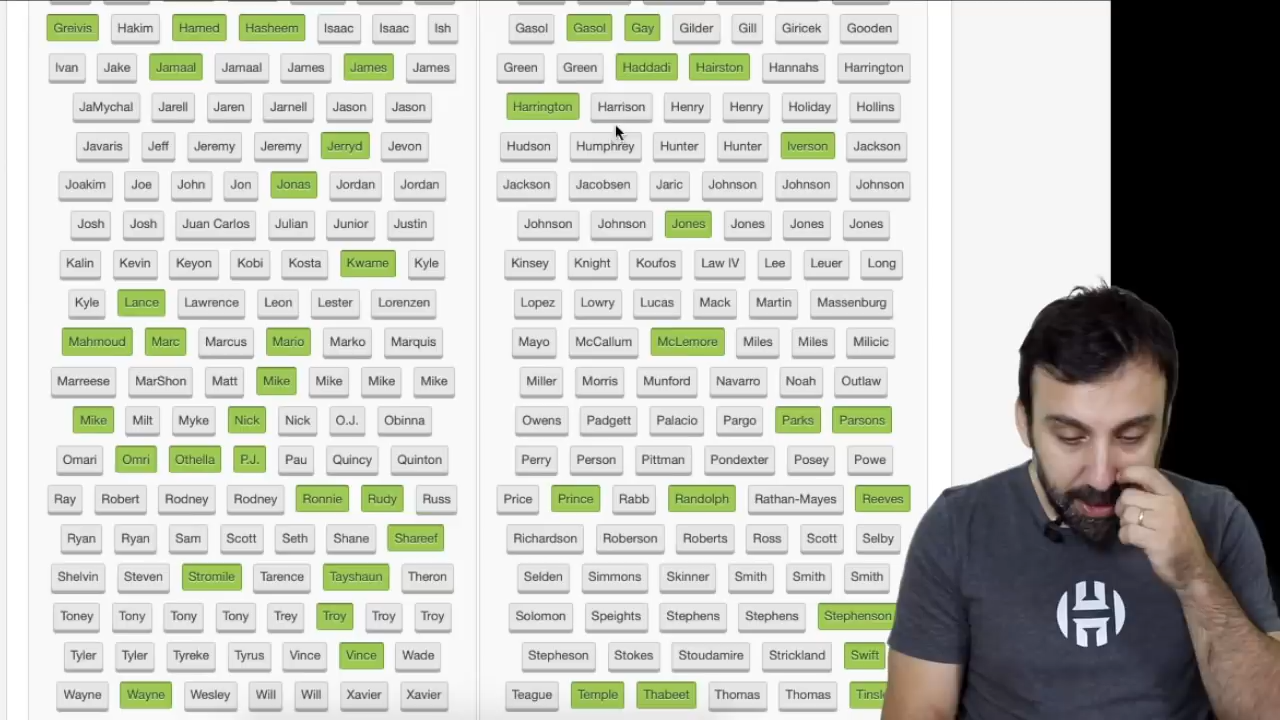 Greivis Hakim Hamed Hasheem Isaac Isaac Ish
Ivan Jake Jamaal Jamaal James James James
JaMychal Jarell Jaren Jarnell Jason Jason
Javaris Jeff Jeremy Jeremy Jerryd Jevon
Joakim Joe John Jon Jonas Jordan Jordan
Josh Josh Juan Carlos Julian Junior Justin
Kalin Kevin Keyon Kobi Kosta Kwame Kyle
Kyle Lance Lawrence Leon Lester Lorenzen
Mahmoud Marc Marcus Mario Marko Marquis
Marreese MarShon Matt Mike Mike Mike Mike
Mike Milt Myke Nick Nick O.J. Obinna
Omari Omri Othella P.J. Pau Quincy Quinton
Ray Robert Rodney Rodney Ronnie Rudy Russ
Ryan Ryan Sam Scott Seth Shane Shareef
Shelvin Steven Stromile Tarence Tayshaun Theron
Toney Tony Tony Tony Trey Troy Troy Troy
Tyler Tyler Tyreke Tyrus Vince Vince Wade
Wayne Wayne Wesley Will Will Xavier Xavier
Gasol Gasol Gay Gilder Gill Giricek Gooden
Green Green Haddadi Hairston Hannahs Harrington
Harrington Harrison Henry Henry Holiday Hollins
Hudson Humphrey Hunter Hunter Iverson Jackson
Jackson Jacobsen Jaric Johnson Johnson Johnson
Johnson Johnson Jones Jones Jones Jones
Kinsey Knight Koufos Law IV Lee Leuer Long
Lopez Lowry Lucas Mack Martin Massenburg
Mayo McCallum McLemore Miles Miles Milicic
Miller Morris Munford Navarro Noah Outlaw
Owens Padgett Palacio Pargo Parks Parsons
Perry Person Pittman Pondexter Posey Powe
Price Prince Rabb Randolph Rathan-Mayes Reeves
Richardson Roberson Roberts Ross Scott Selby
Selden Simmons Skinner Smith Smith Smith
Solomon Speights Stephens Stephens Stephenson
Stepheson Stokes Stoudamire Strickland Swift
Teague Temple Thabeet Thomas Thomas